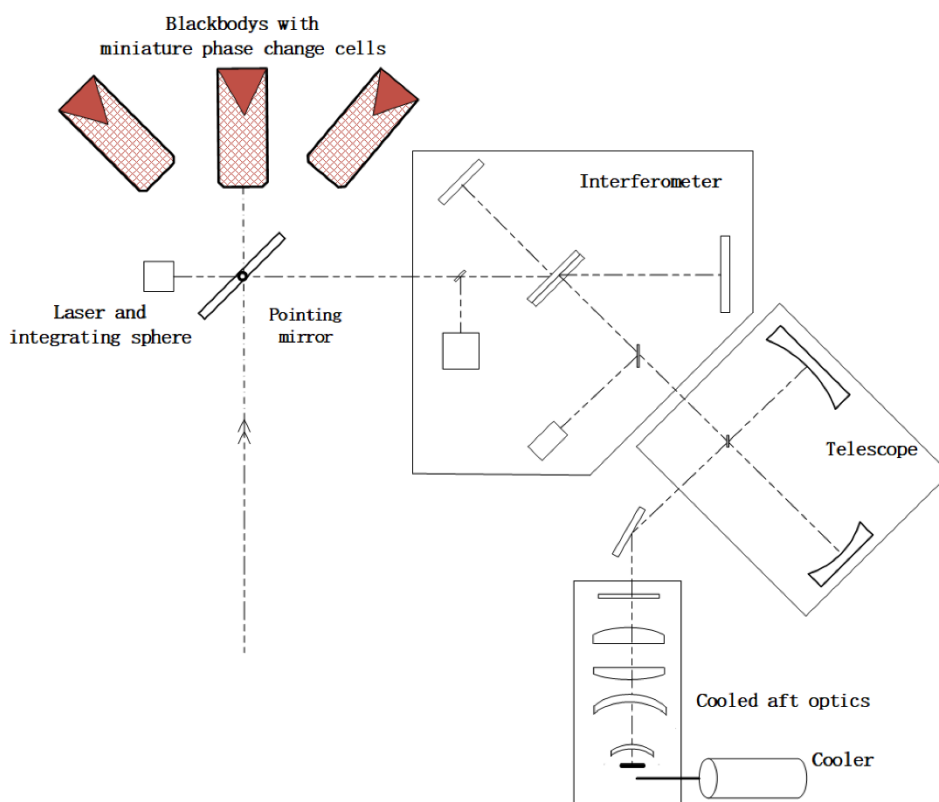 Blackbodys with
miniature phase change cells
Interferometer
Laser and
integrating sphere
Pointing
mirror
Telescope
Cooled aft optics
Cooler